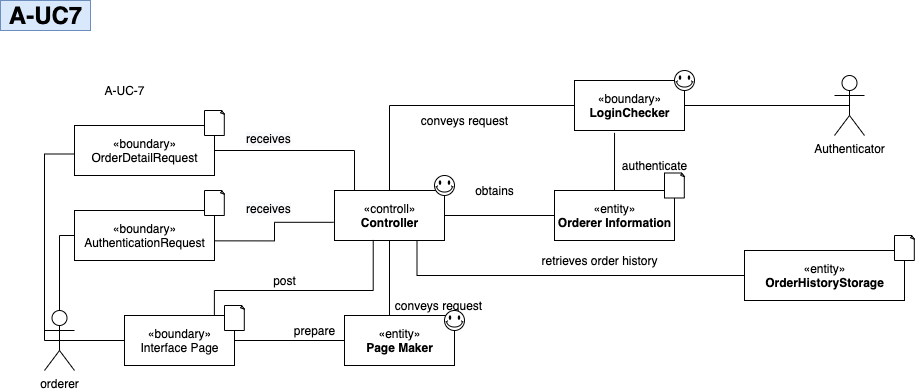 A-UC7
A-UC-7
«boundary»
LoginChecker
conveys request
Authenticator
«boundary»
OrderDetailRequest
receives
authenticate
«controll»
Controller
obtains
«entity»
Orderer Information
«boundary»
AuthenticationRequest
receives
retrieves order history
«entity»
OrderHistoryStorage
post
conveys request
«boundary»
Interface Page
prepare
«entity»
Page Maker
orderer